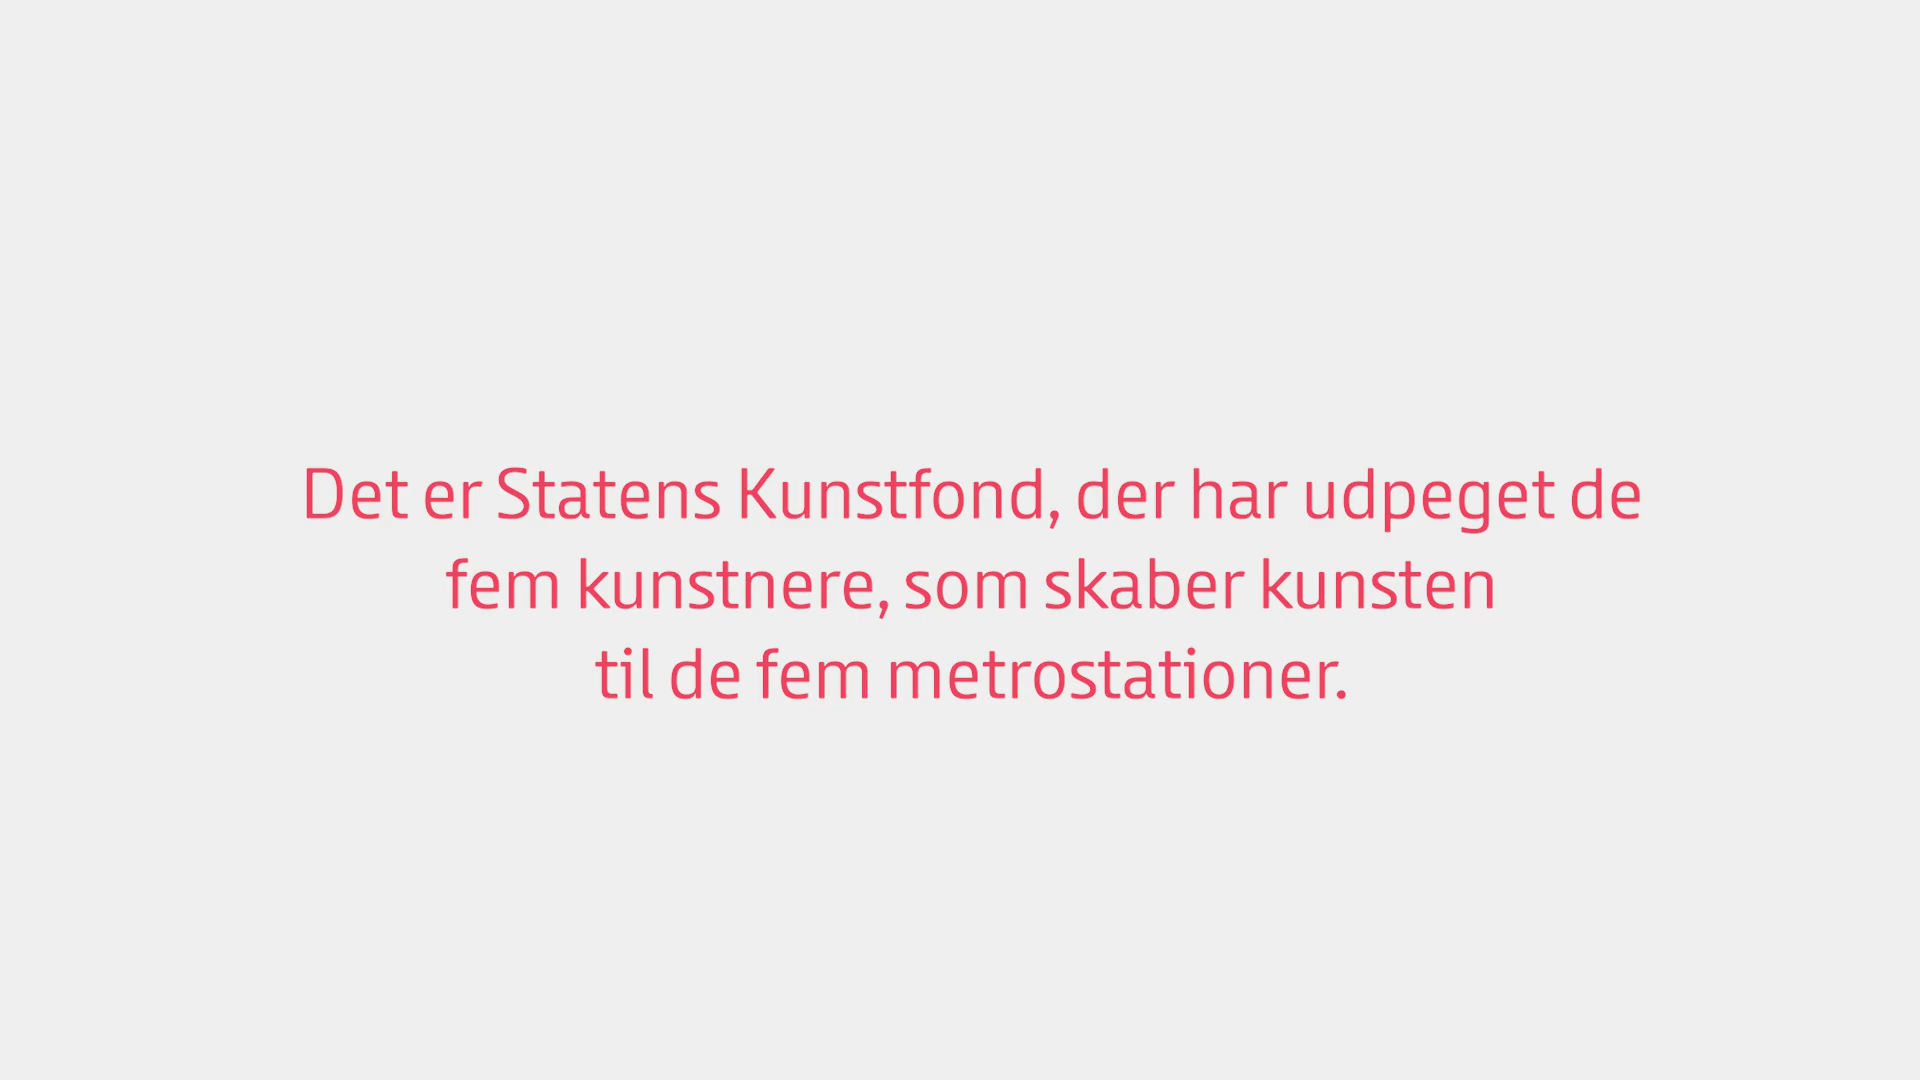 Det er Statens Kunstfond, der har udpeget de
fem kunstnere, som skaber kunsten
til de fem metrostationer.